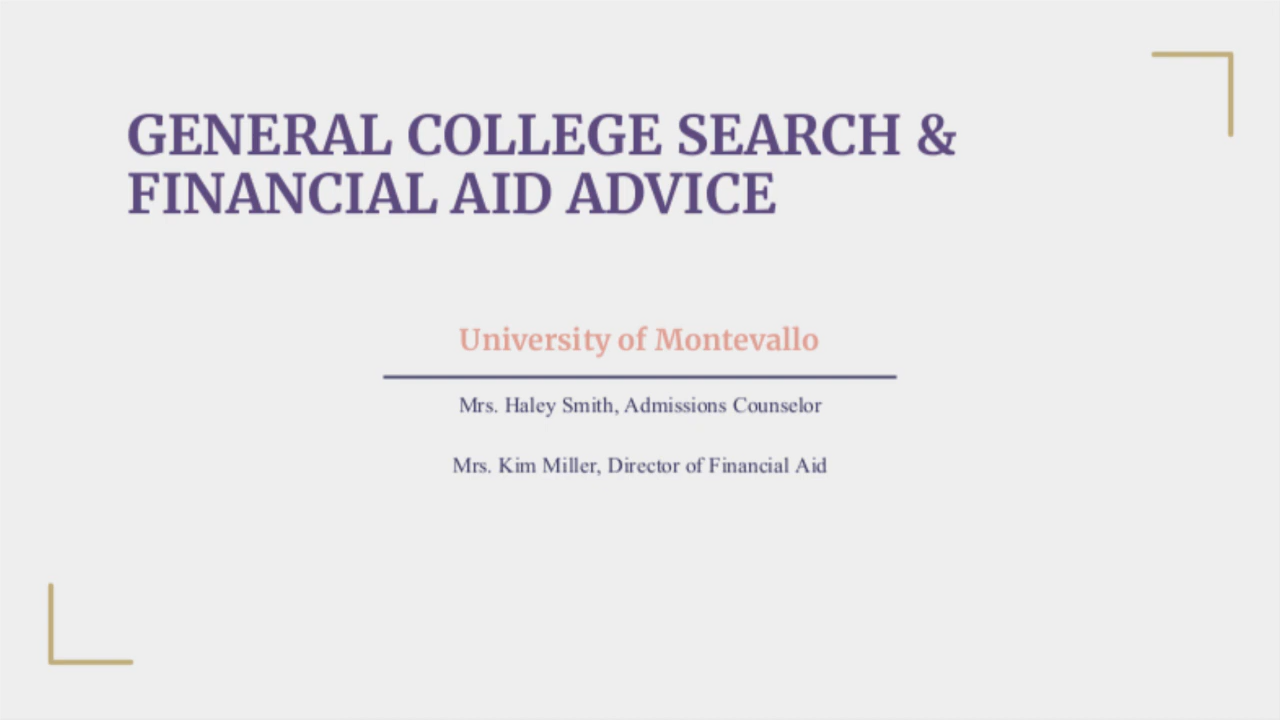 GENERAL COLLEGE SEARCH &
FINANCIAL AID ADVICE
University of Montevallo
Mrs. Haley Smith, Admissions Counselor
Mrs. Kim Miller, Director of Financial Aid